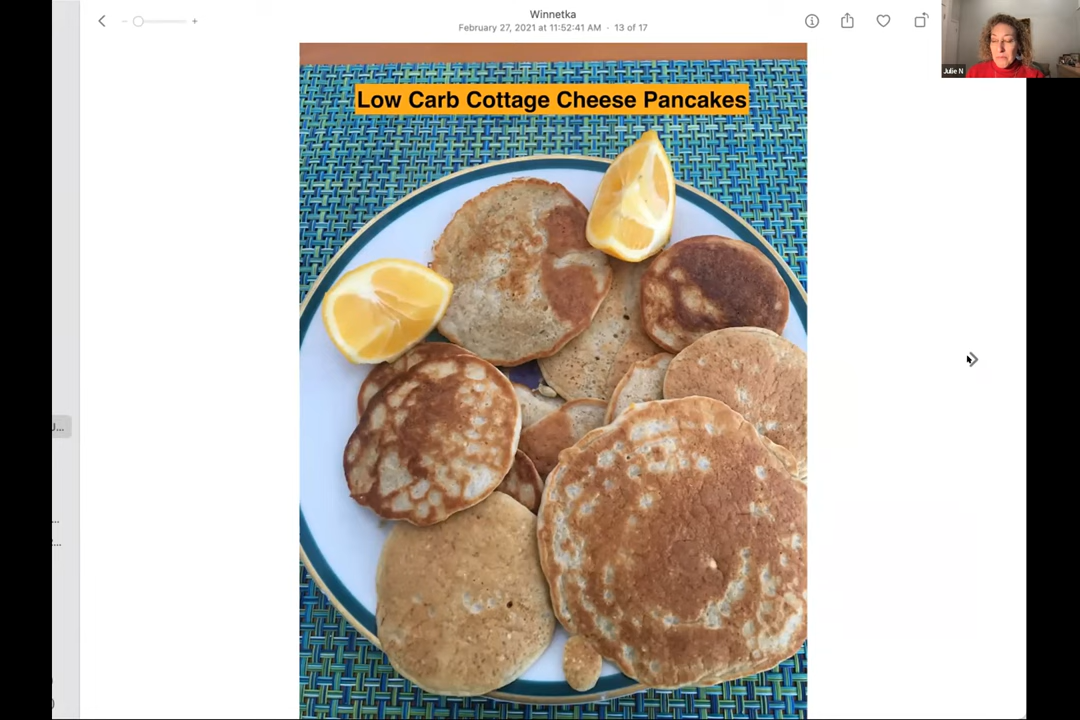 Winnetka
February 27, 2021 at 11:52:41 AM · 13 of 17
Julie N
Low Carb Cottage Cheese Pancakes
J...